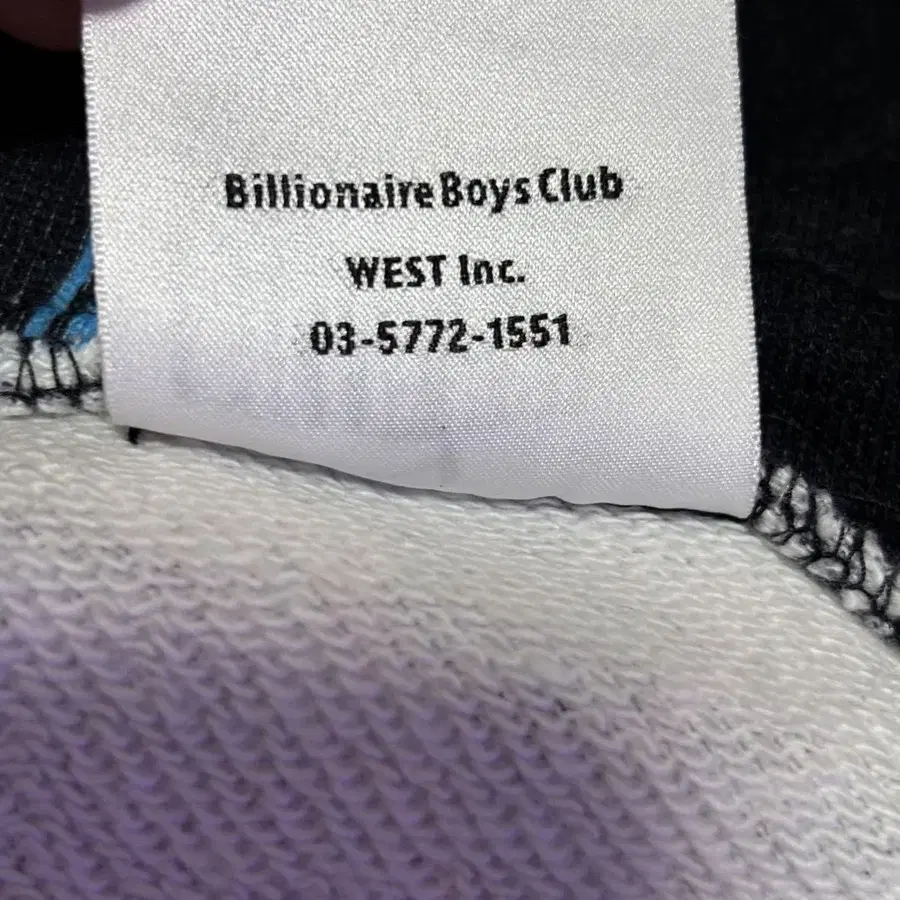 Billionaire Boys Club
WEST Inc.
03-5772-1551